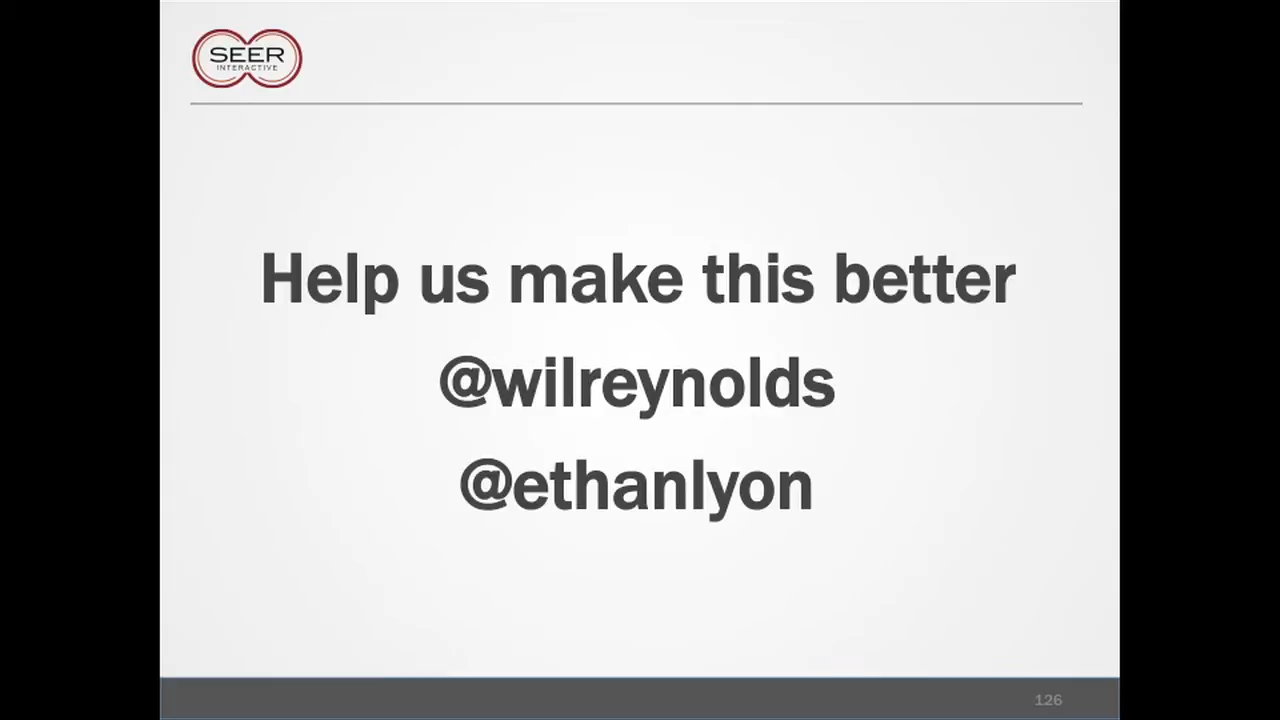 SEER
INTERACTIVE
Help us make this better
@wilreynolds
@ethanlyon
126